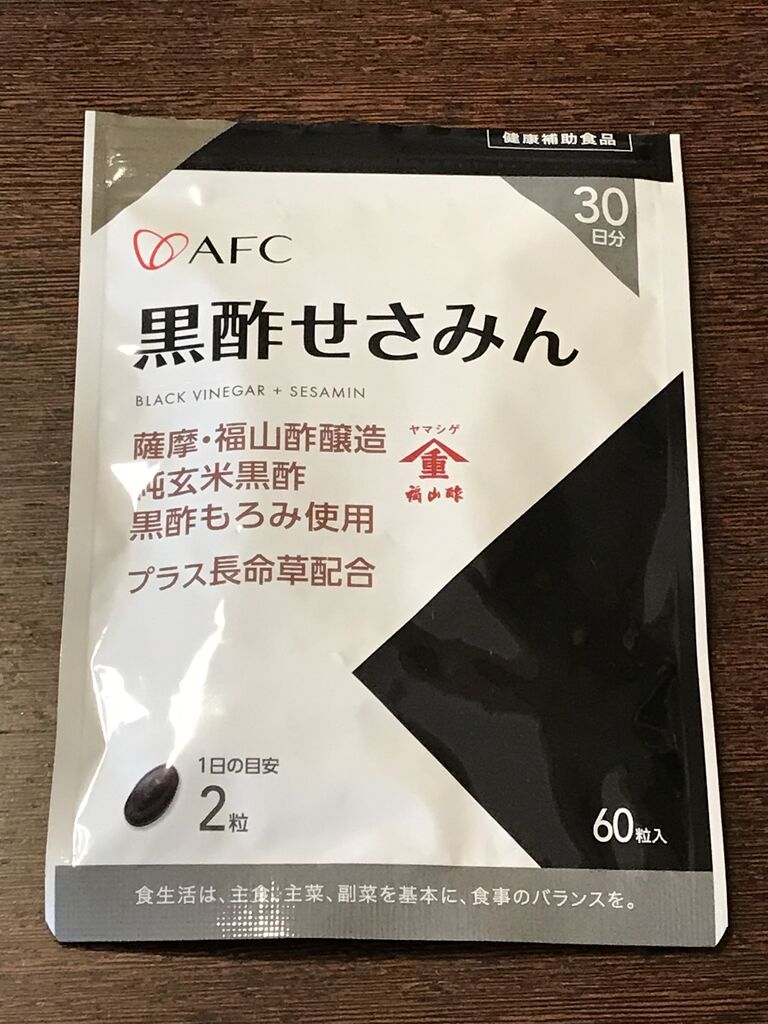 健康補助食品
30
日分
AFC
黒酢せさみん
BLACK VINEGAR + SESAMIN
薩摩・福山酢醸造
純玄米黒酢
黒酢もろみ使用
プラス長命草配合
ヤマシゲ
重
福山酢
1日の目安
2粒
60粒入
食生活は、主食、主菜、副菜を基本に、食事のバランスを。